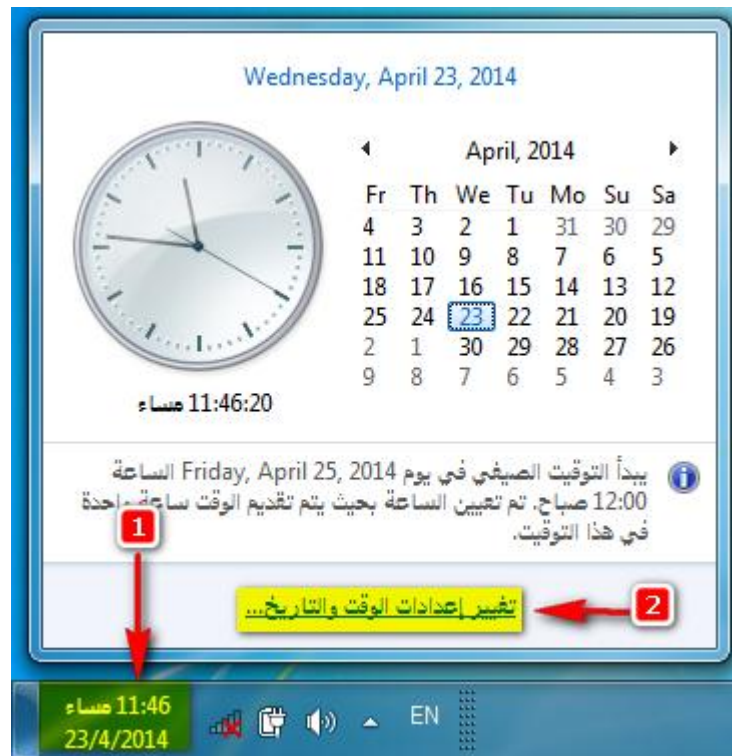 Wednesday, April 23, 2014
April, 2014
Fr Th We Tu Mo Su Sa
4 3 2 1 31 30 29
11 10 9 8 7 6 5
18 17 16 15 14 13 12
25 24 23 22 21 20 19
2 1 30 29 28 27 26
9 8 7 6 5 4 3
11:46:20 مساء
يبدأ التوقيت الصيفي في يوم Friday, April 25, 2014 الساعة
12:00 صباح. تم تعيين الساعة بحيث يتم تقديم الوقت ساعة واحدة
في هذا التوقيت.
1
تغيير إعدادات الوقت والتاريخ...
2
11:46 مساء
23/4/2014
EN